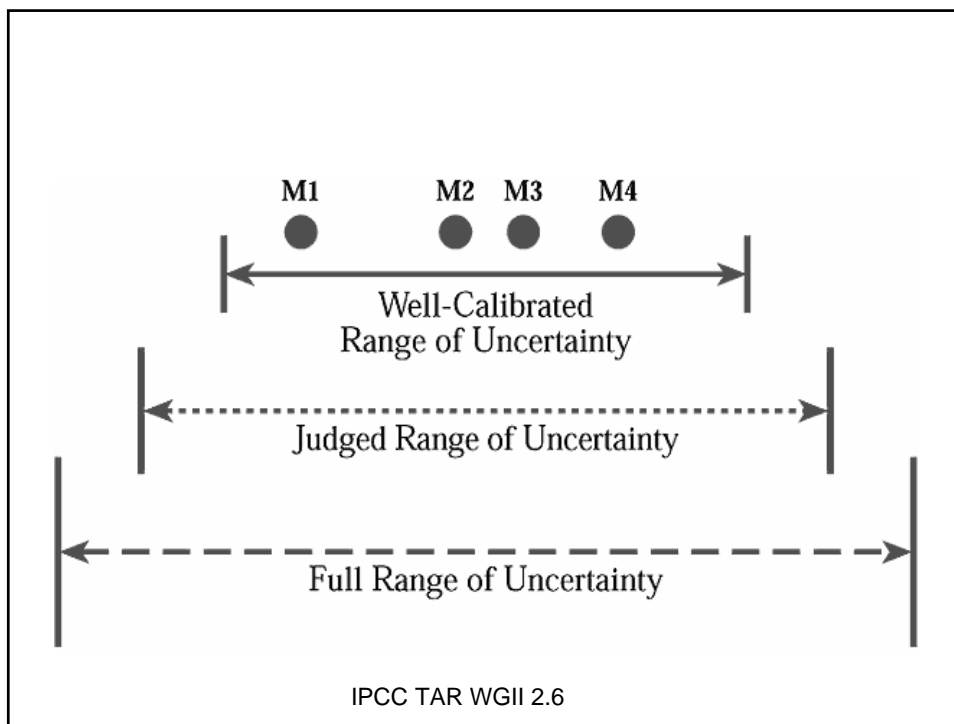 M1 M2 M3 M4
Well-Calibrated
Range of Uncertainty
Judged Range of Uncertainty
Full Range of Uncertainty
IPCC TAR WGII 2.6